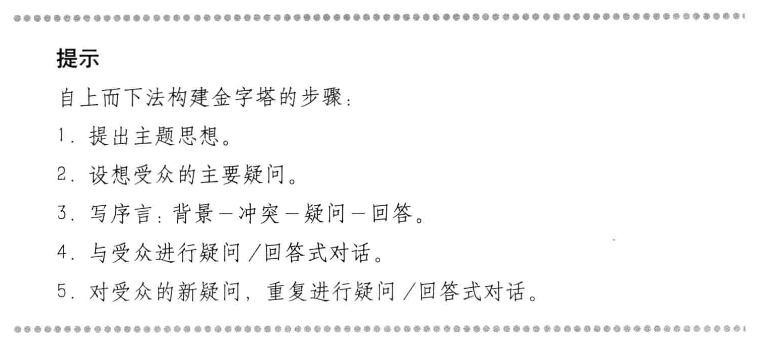 提示
自上而下法构建金字塔的步骤：
1. 提出主题思想。
2. 设想受众的主要疑问。
3. 写序言：背景－冲突－疑问－回答。
4. 与受众进行疑问/回答式对话。
5. 对受众的新疑问，重复进行疑问/回答式对话。